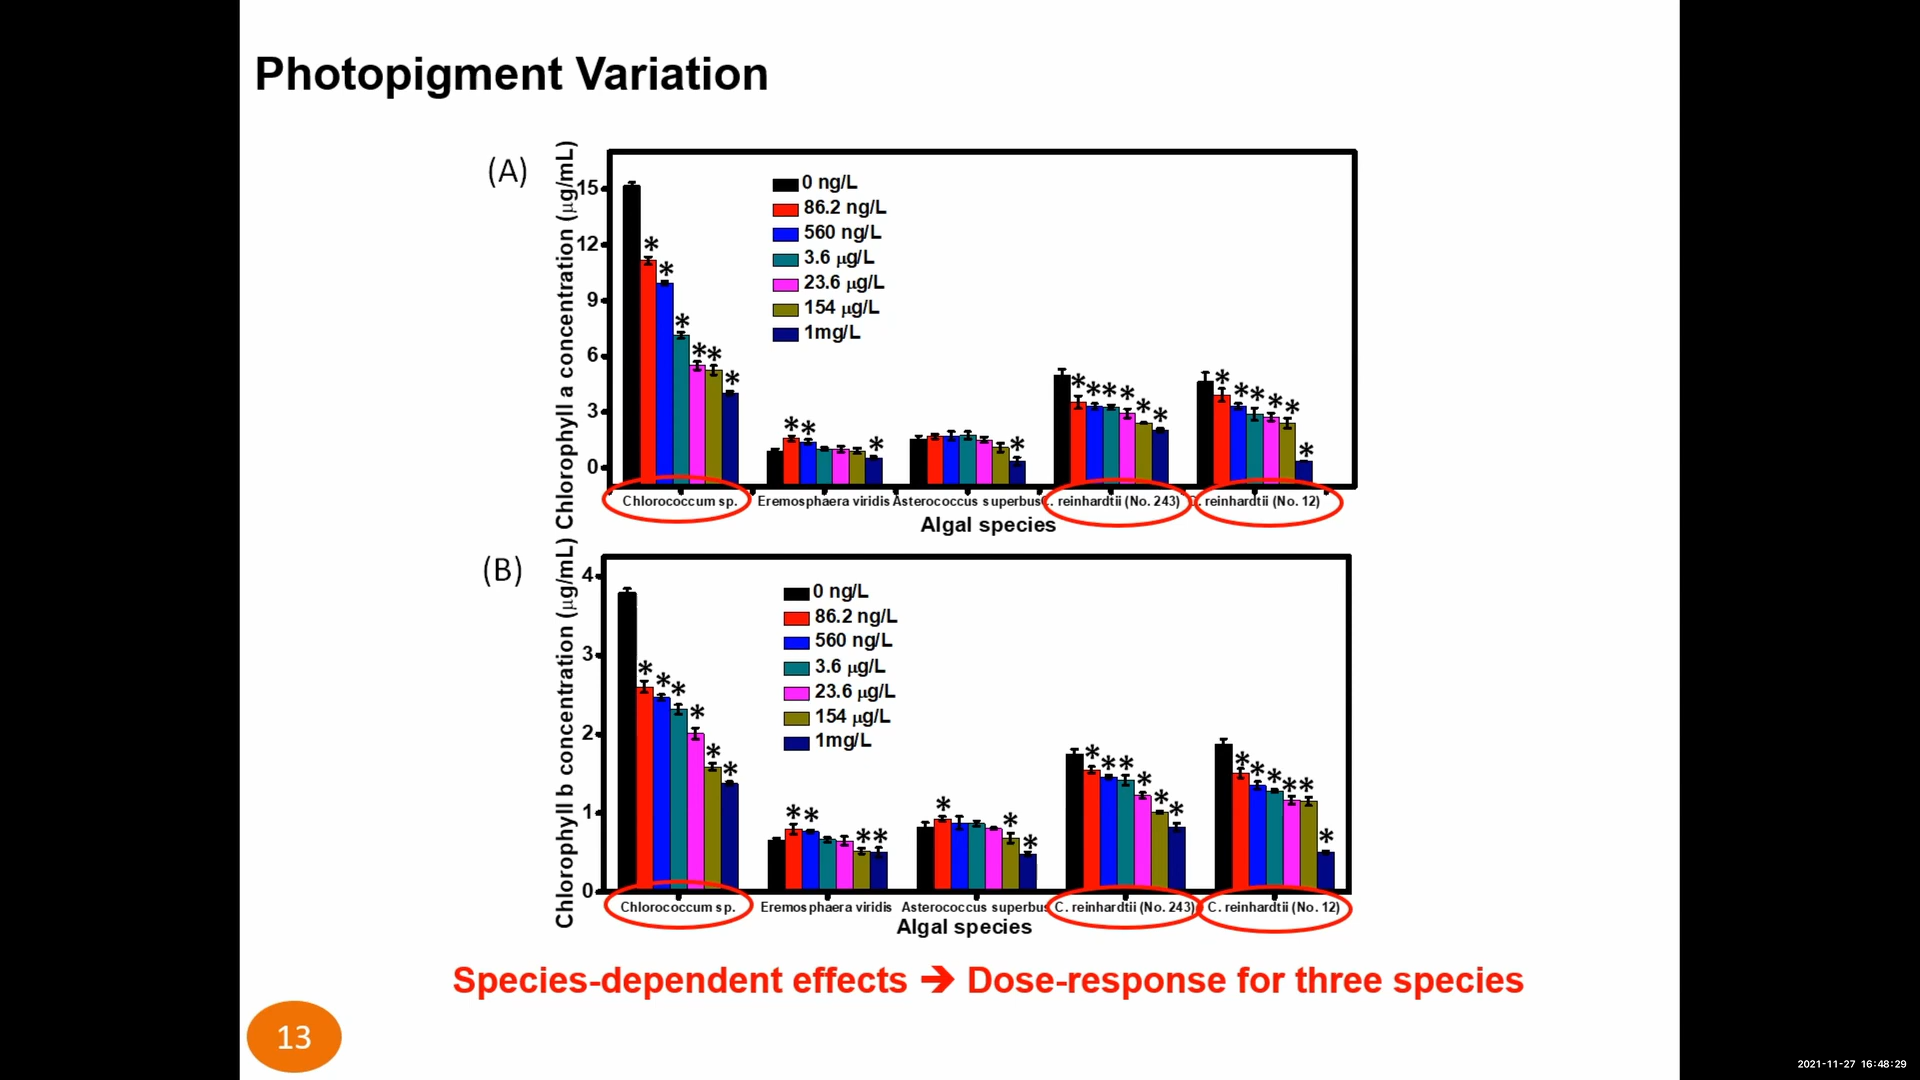 Photopigment Variation
(A)
Chlorophyll a concentration (μg/mL)
15
12
9
6
3
0
0 ng/L
86.2 ng/L
560 ng/L
3.6 μg/L
23.6 μg/L
154 μg/L
1mg/L
* * * * * * *
* * *
*
* * * * * *
* * * * * *
Chlorococcum sp. Eremosphaera viridis Asterococcus superbus C. reinhardtii (No. 243) C. reinhardtii (No. 12)
Algal species
(B)
Chlorophyll b concentration (μg/mL)
4
3
2
1
0
0 ng/L
86.2 ng/L
560 ng/L
3.6 μg/L
23.6 μg/L
154 μg/L
1mg/L
* * * * * *
* * * *
* * *
* * * * * *
* * * * * *
Chlorococcum sp. Eremosphaera viridis Asterococcus superbus C. reinhardtii (No. 243) C. reinhardtii (No. 12)
Algal species
Species-dependent effects ➔ Dose-response for three species
13
2021-11-27 16:48:29